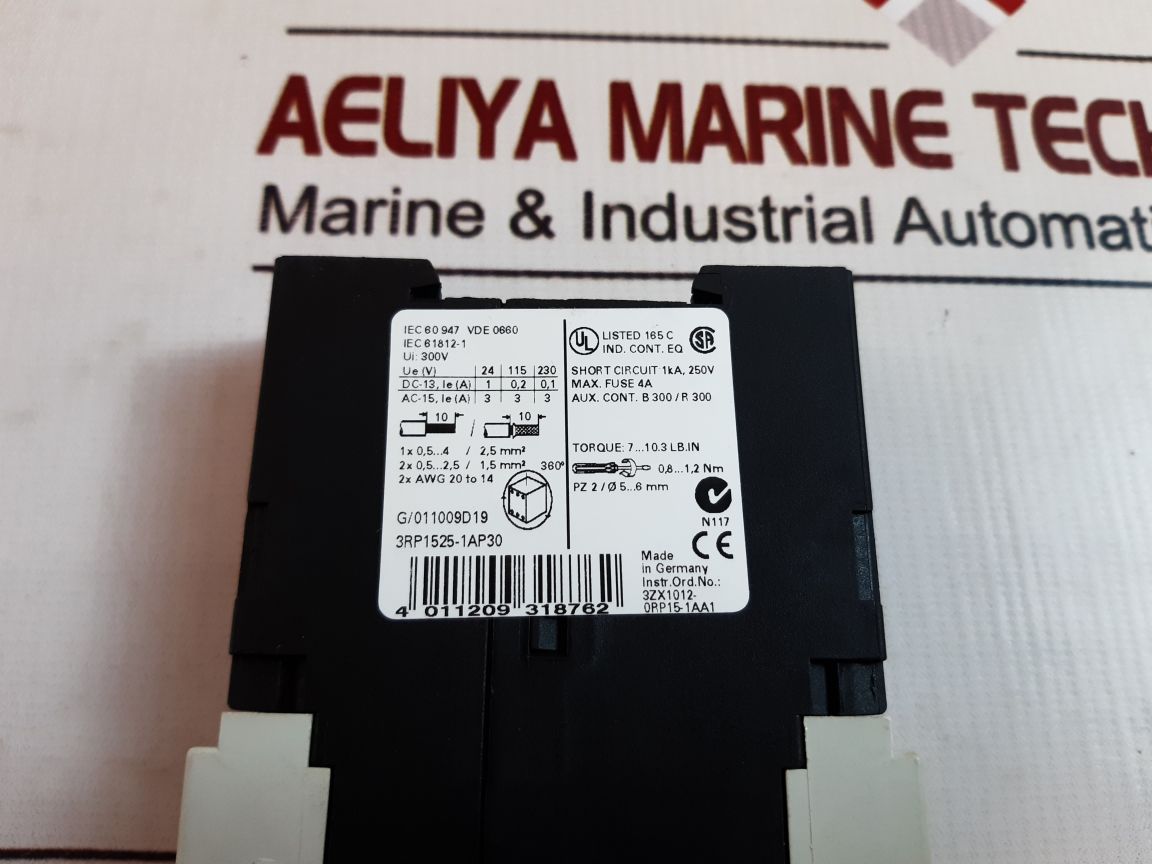 AELIYA MARINE TECH
Marine & Industrial Automati
IEC 60 947 VDE 0660
IEC 61812-1
Ui: 300V
Ue (V) 24 115 230
DC-13, Ie (A) 1 0,2 0,1
AC-15, Ie (A) 3 3 3
10 / 10
1 x 0,5...4 / 2,5 mm²
2x 0,5...2,5 / 1,5 mm²
2x AWG 20 to 14
360°
G/011009D19
3RP1525-1AP30
4 011209 318762
UL LISTED 165 C SA
IND. CONT. EQ
SHORT CIRCUIT 1kA, 250V
MAX. FUSE 4A
AUX. CONT. B 300 / R 300
TORQUE: 7...10.3 LB.IN
0,8...1,2 Nm
PZ 2 / Ø 5...6 mm
N117
CE
Made
in Germany
Instr.Ord.No.:
3ZX1012-
0RP15-1AA1